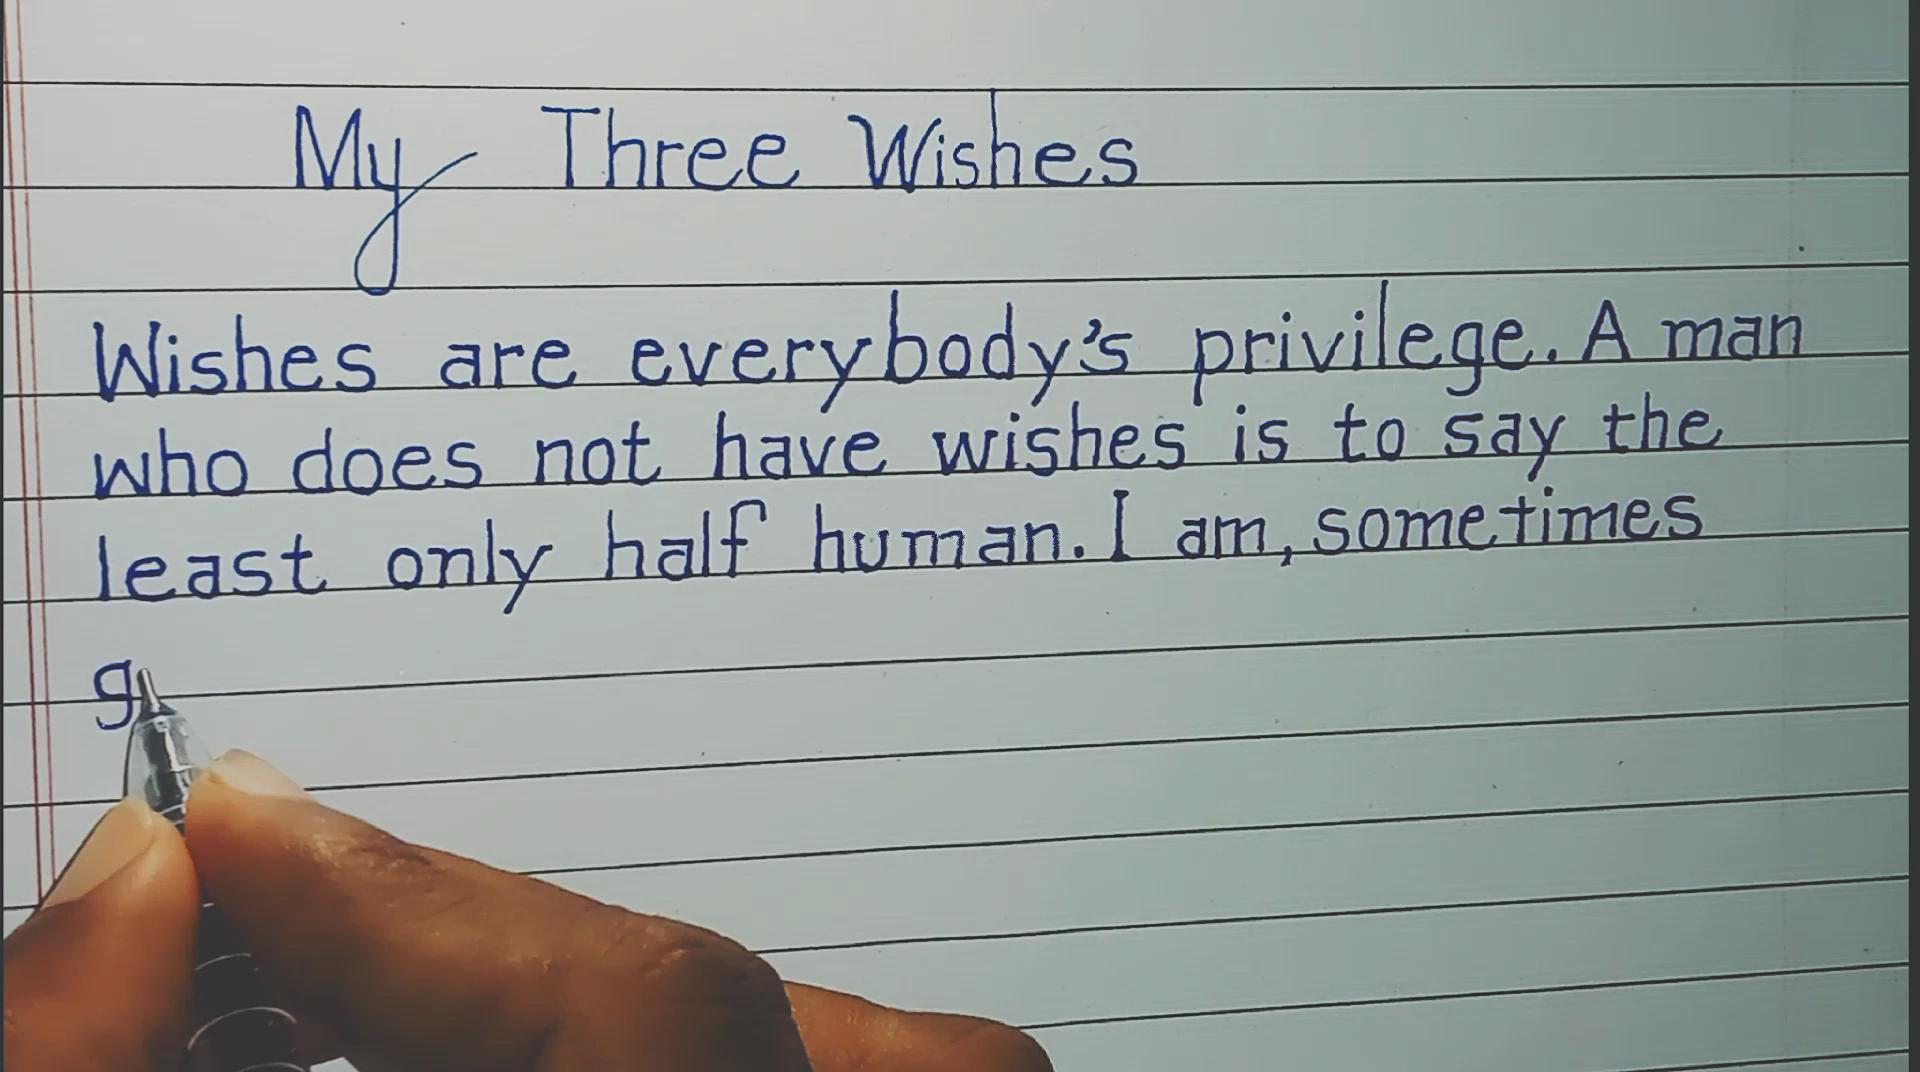 My Three Wishes
Wishes are everybody's privilege. A man
who does not have wishes is to say the
least only half human. I am, sometimes
g